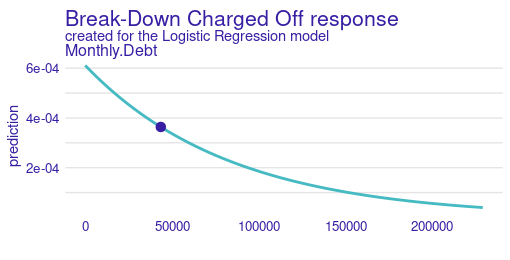 Break-Down Charged Off response
created for the Logistic Regression model
Monthly.Debt
6e-04
4e-04
2e-04
prediction
0 50000 100000 150000 200000